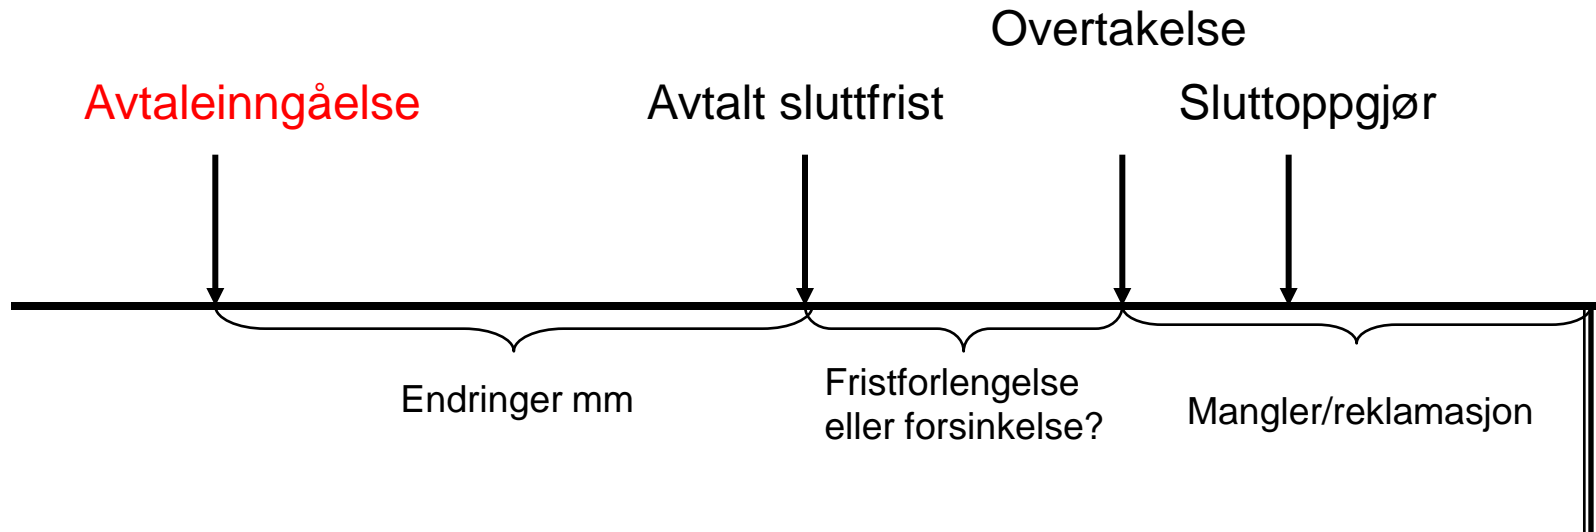 Overtakelse
Avtaleinngåelse
Avtalt sluttfrist
Sluttoppgjør
Endringer mm
Fristforlengelse
eller forsinkelse?
Mangler/reklamasjon